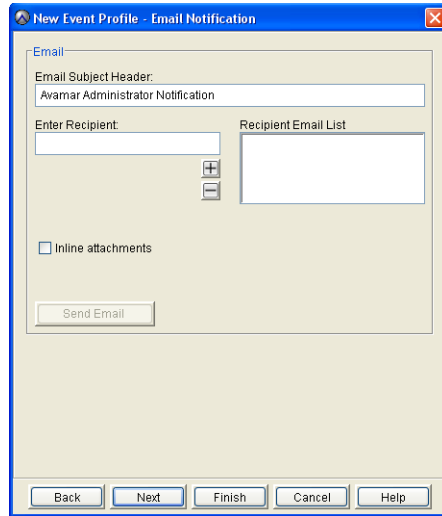 New Event Profile - Email Notification
Email
Email Subject Header:
Avamar Administrator Notification
Enter Recipient:
Recipient Email List
Inline attachments
Send Email
Back Next Finish Cancel Help